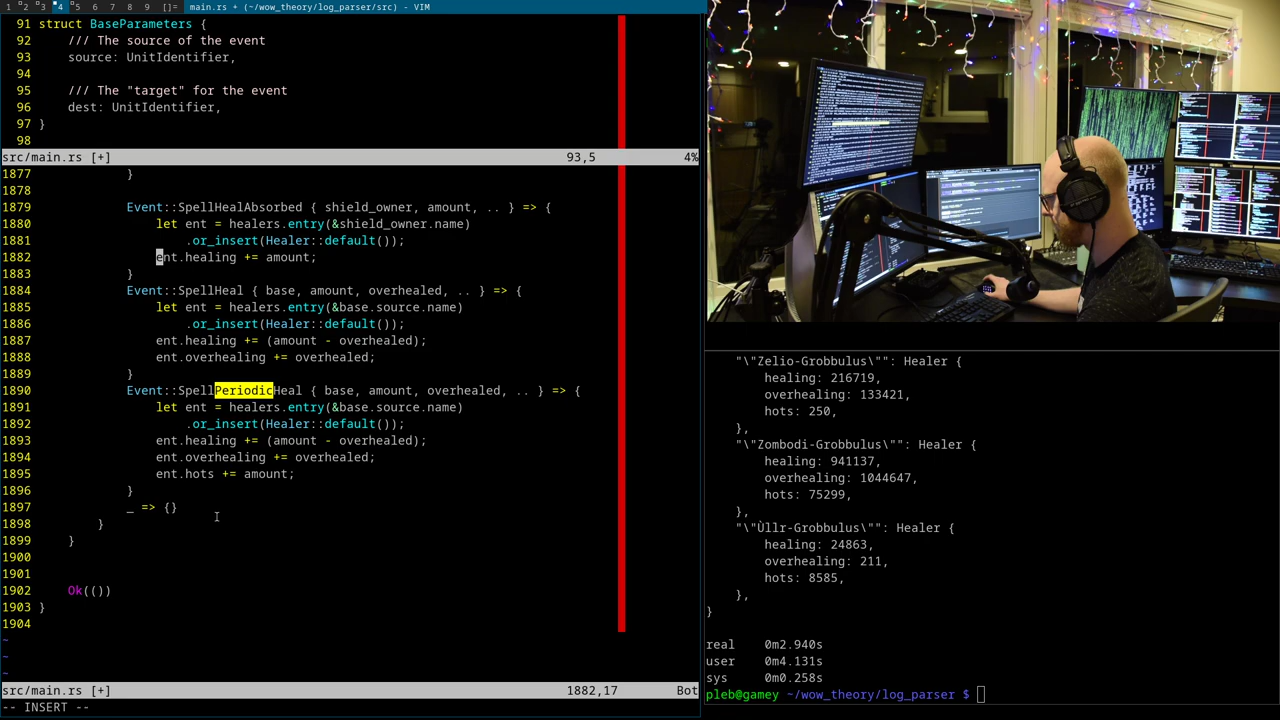 1 2 3 4 5 6 7 8 9 []= main.rs + (~/wow_theory/log_parser/src) - VIM
91 struct BaseParameters {
92     /// The source of the event
93     source: UnitIdentifier,
94
95     /// The "target" for the event
96     dest: UnitIdentifier,
97 }
98
src/main.rs [+] 93,5 4%
1877             }
1878
1879             Event::SpellHealAbsorbed { shield_owner, amount, .. } => {
1880                 let ent = healers.entry(&shield_owner.name)
1881                     .or_insert(Healer::default());
1882                 ent.healing += amount;
1883             }
1884             Event::SpellHeal { base, amount, overhealed, .. } => {
1885                 let ent = healers.entry(&base.source.name)
1886                     .or_insert(Healer::default());
1887                 ent.healing += (amount - overhealed);
1888                 ent.overhealing += overhealed;
1889             }
1890             Event::SpellPeriodicHeal { base, amount, overhealed, .. } => {
1891                 let ent = healers.entry(&base.source.name)
1892                     .or_insert(Healer::default());
1893                 ent.healing += (amount - overhealed);
1894                 ent.overhealing += overhealed;
1895                 ent.hots += amount;
1896             }
1897             _ => {}
1898         }
1899     }
1900
1901
1902     Ok(())
1903 }
1904
~
~
~
src/main.rs [+] 1882,17 Bot
-- INSERT --
"\"Zelio-Grobbulus\"": Healer {
    healing: 216719,
    overhealing: 133421,
    hots: 250,
},
"\"Zombodi-Grobbulus\"": Healer {
    healing: 941137,
    overhealing: 1044647,
    hots: 75299,
},
"\"Ùllr-Grobbulus\"": Healer {
    healing: 24863,
    overhealing: 211,
    hots: 8585,
},
}
real 0m2.940s
user 0m4.131s
sys 0m0.258s
pleb@gamey ~/wow_theory/log_parser $